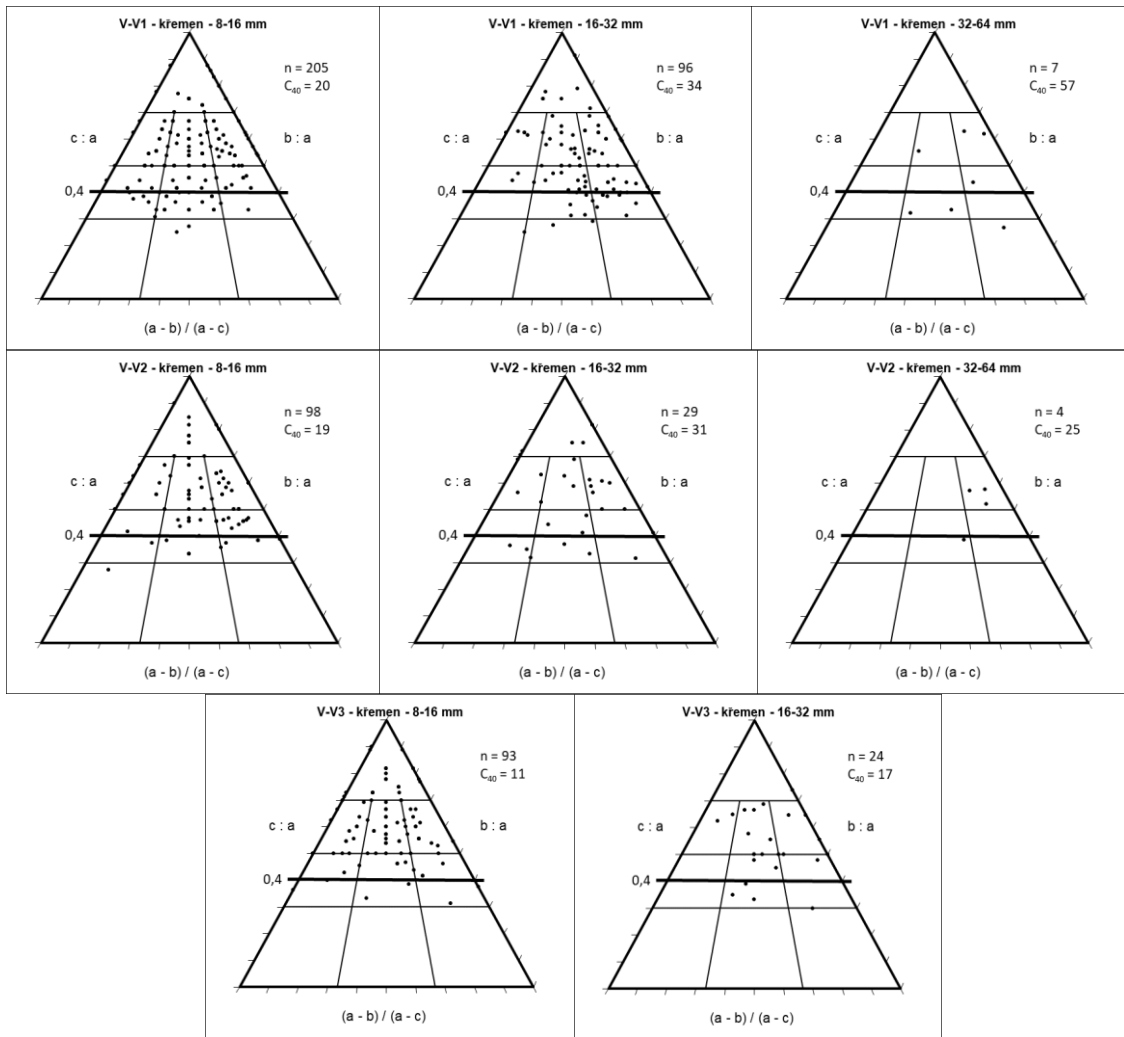 V-V1 - křemen - 8-16 mm
n = 205
C₄₀ = 20
c : a
b : a
0,4
(a - b) / (a - c)
V-V1 - křemen - 16-32 mm
n = 96
C₄₀ = 34
c : a
b : a
0,4
(a - b) / (a - c)
V-V1 - křemen - 32-64 mm
n = 7
C₄₀ = 57
c : a
b : a
0,4
(a - b) / (a - c)
V-V2 - křemen - 8-16 mm
n = 98
C₄₀ = 19
c : a
b : a
0,4
(a - b) / (a - c)
V-V2 - křemen - 16-32 mm
n = 29
C₄₀ = 31
c : a
b : a
0,4
(a - b) / (a - c)
V-V2 - křemen - 32-64 mm
n = 4
C₄₀ = 25
c : a
b : a
0,4
(a - b) / (a - c)
V-V3 - křemen - 8-16 mm
n = 93
C₄₀ = 11
c : a
b : a
0,4
(a - b) / (a - c)
V-V3 - křemen - 16-32 mm
n = 24
C₄₀ = 17
c : a
b : a
0,4
(a - b) / (a - c)